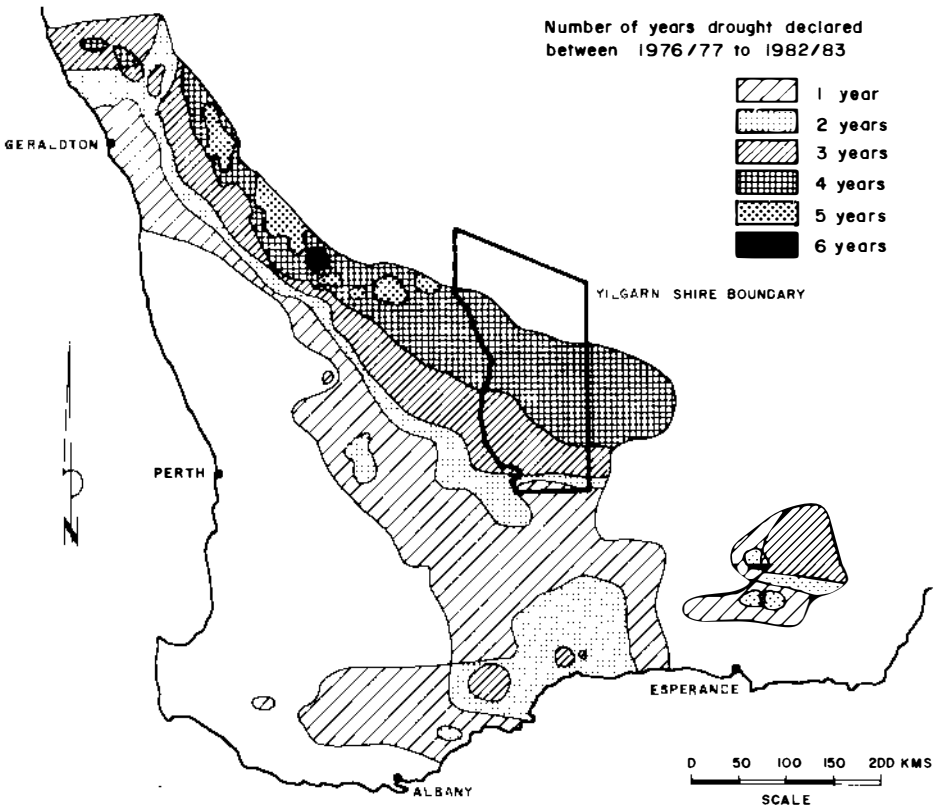 Number of years drought declared
between 1976/77 to 1982/83
1 year
2 years
3 years
4 years
5 years
6 years
GERALDTON
YILGARN SHIRE BOUNDARY
PERTH
N
ESPERANCE
ALBANY
0 50 100 150 200 KMS
SCALE